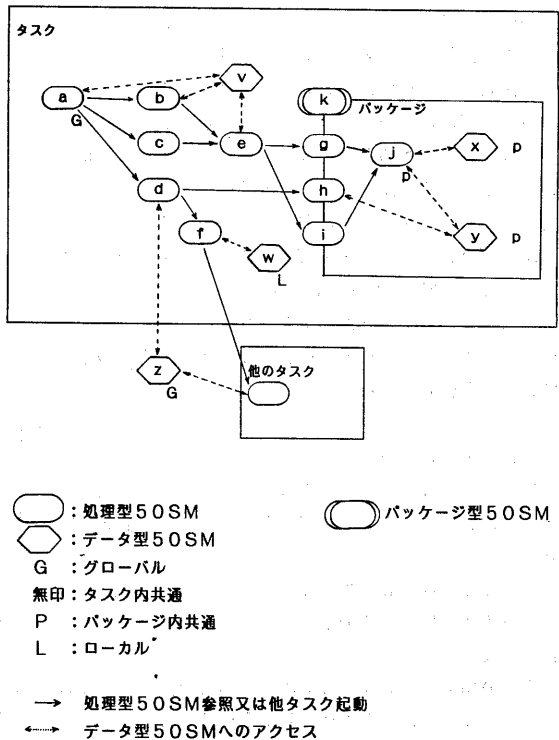 タスク
a
G
b
c
d
v
e
f
w
L
k
パッケージ
g
h
i
j
p
x
p
y
p
z
G
他のタスク
:処理型50SM
パッケージ型50SM
:データ型50SM
G :グローバル
無印:タスク内共通
P :パッケージ内共通
L :ローカル
→ 処理型50SM参照又は他タスク起動
データ型50SMへのアクセス